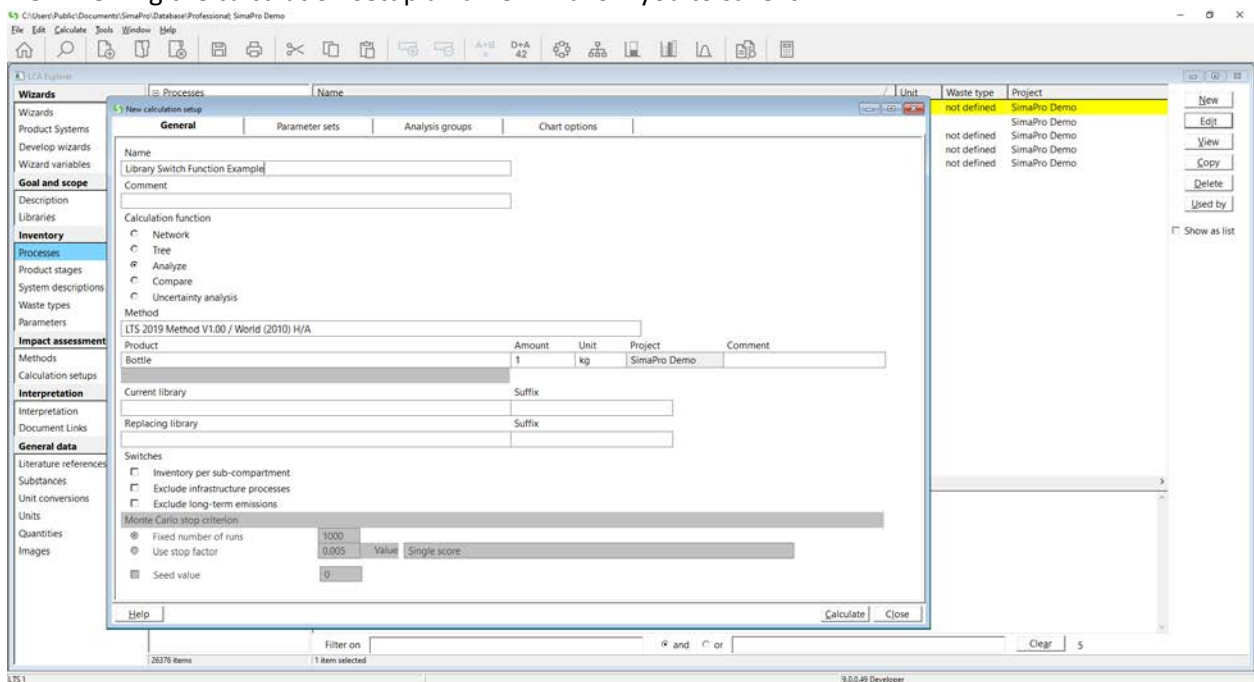 C:\Users\Public\Documents\SimaPro\Database\Professional; SimaPro Demo
File Edit Calculate Tools Window Help
A+B =
D+A 42
LCA Explorer
Wizards
Wizards
Product Systems
Develop wizards
Wizard variables
Goal and scope
Description
Libraries
Inventory
Processes
Product stages
System descriptions
Waste types
Parameters
Impact assessment
Methods
Calculation setups
Interpretation
Interpretation
Document Links
General data
Literature references
Substances
Unit conversions
Units
Quantities
Images
Processes Name / Unit Waste type Project
not defined SimaPro Demo
SimaPro Demo
not defined SimaPro Demo
not defined SimaPro Demo
not defined SimaPro Demo
New
Edit
View
Copy
Delete
Used by
Show as list
New calculation setup
General Parameter sets Analysis groups Chart options
Name
Library Switch Function Example
Comment
Calculation function
Network
Tree
Analyze
Compare
Uncertainty analysis
Method
LTS 2019 Method V1.00 / World (2010) H/A
Product Amount Unit Project Comment
Bottle 1 kg SimaPro Demo
Current library Suffix
Replacing library Suffix
Switches
Inventory per sub-compartment
Exclude infrastructure processes
Exclude long-term emissions
Monte Carlo stop criterion
Fixed number of runs 1000
Use stop factor 0.005 Value Single score
Seed value 0
Help Calculate Close
Filter on and or Clear 5
26376 items 1 item selected
LTS 1 9.0.0.49 Developer